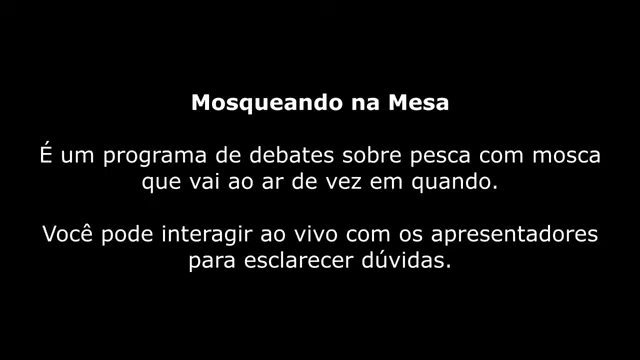 Mosqueando na Mesa
É um programa de debates sobre pesca com mosca
que vai ao ar de vez em quando.
Você pode interagir ao vivo com os apresentadores
para esclarecer dúvidas.